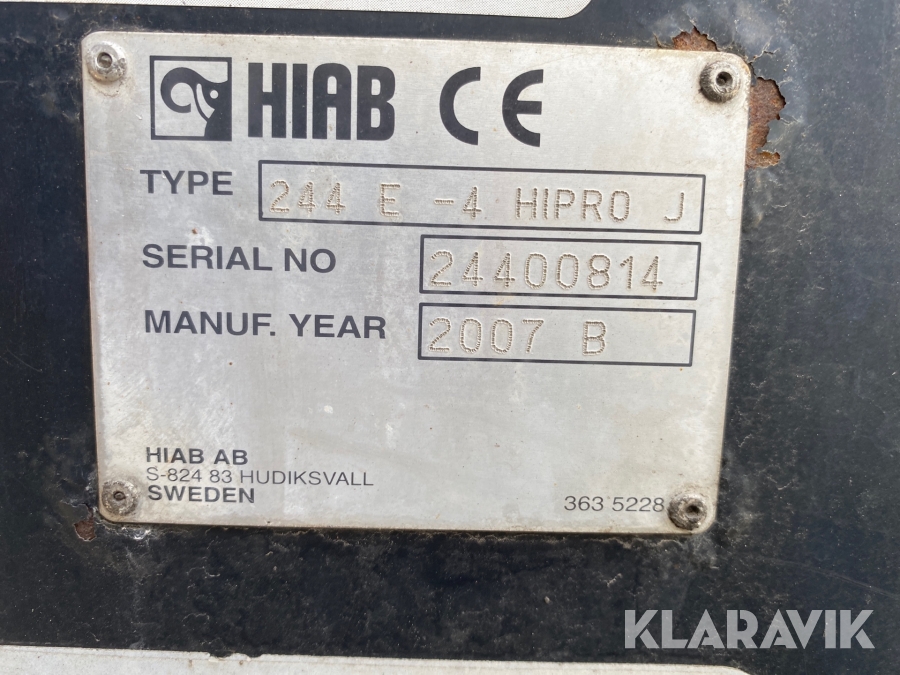 HIAB CE
TYPE 244 E -4 HIPRO J
SERIAL NO 24400814
MANUF. YEAR 2007 B
HIAB AB
S-824 83 HUDIKSVALL
SWEDEN
363 5228
KLARAVIK